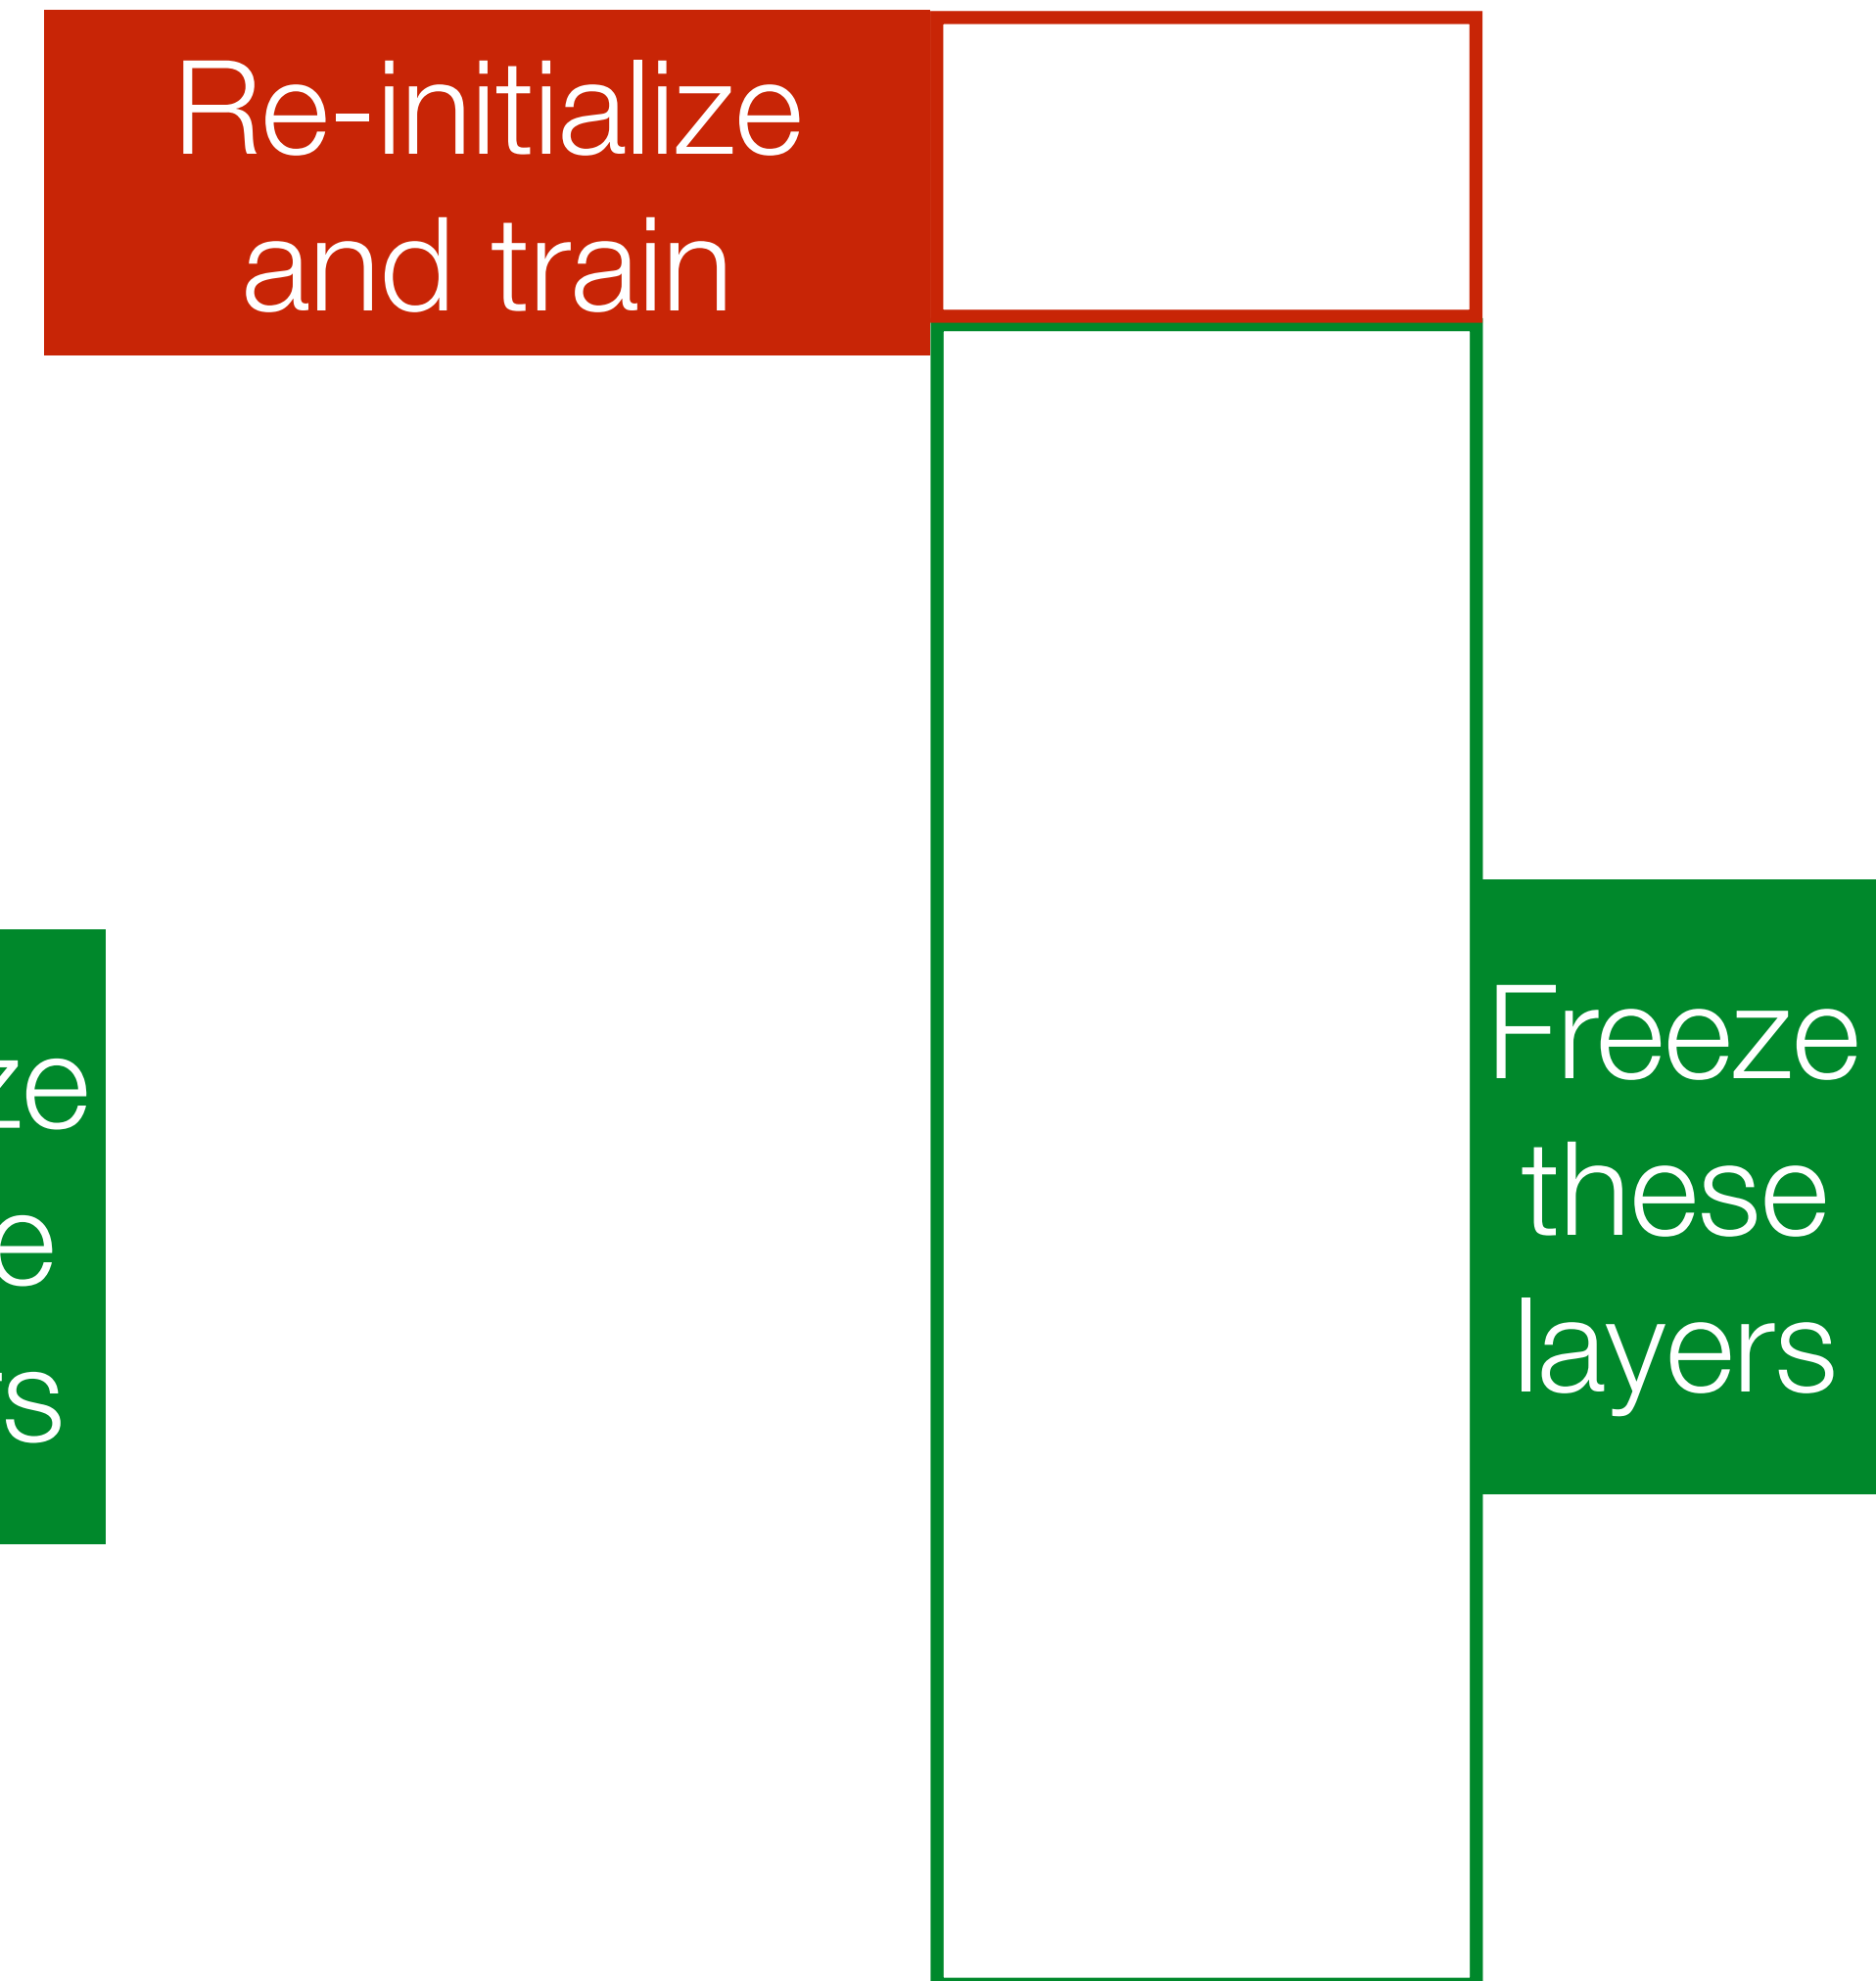 Re-initialize
and train
Freeze
these
layers